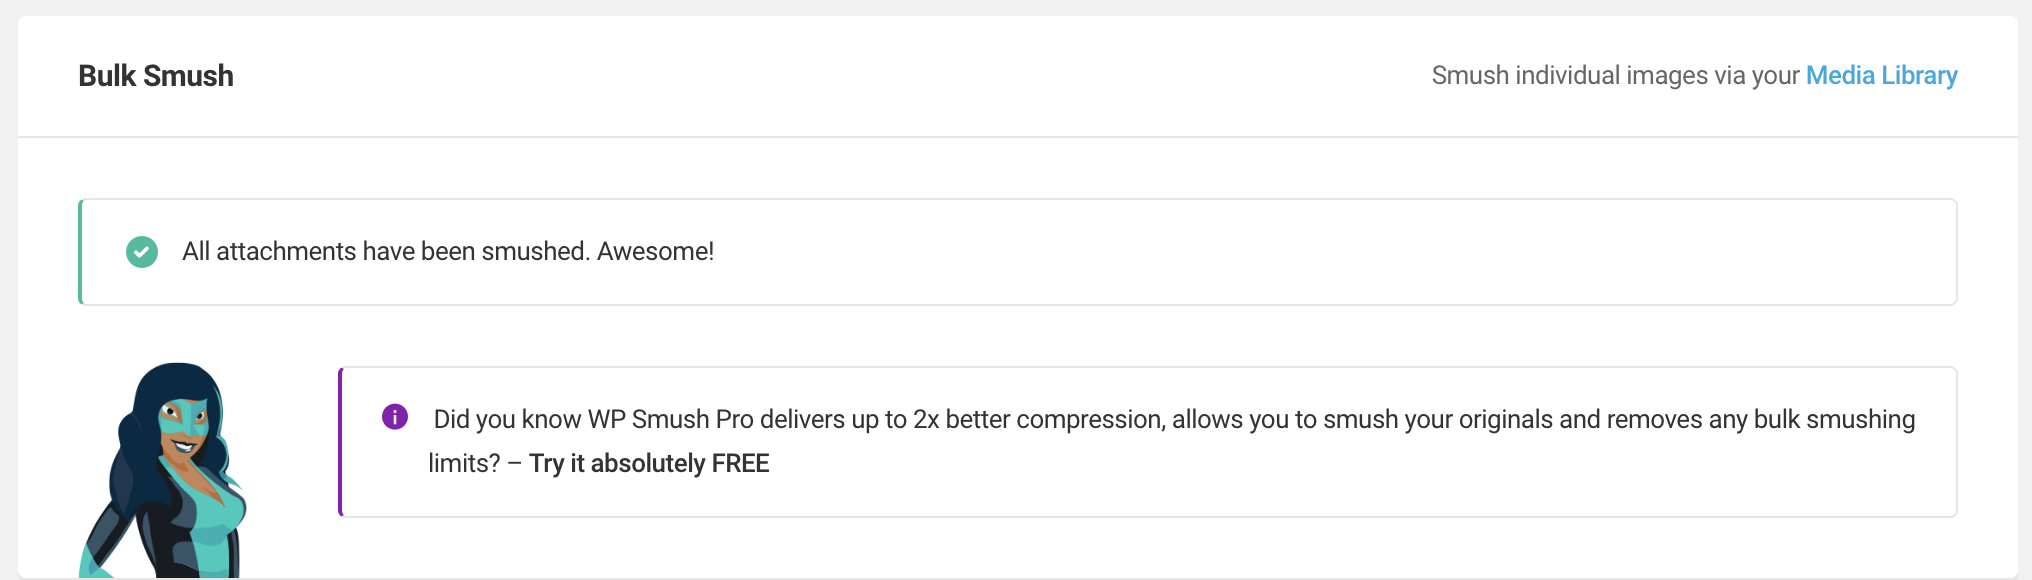 Bulk Smush
Smush individual images via your Media Library
All attachments have been smushed. Awesome!
Did you know WP Smush Pro delivers up to 2x better compression, allows you to smush your originals and removes any bulk smushing
limits? – Try it absolutely FREE